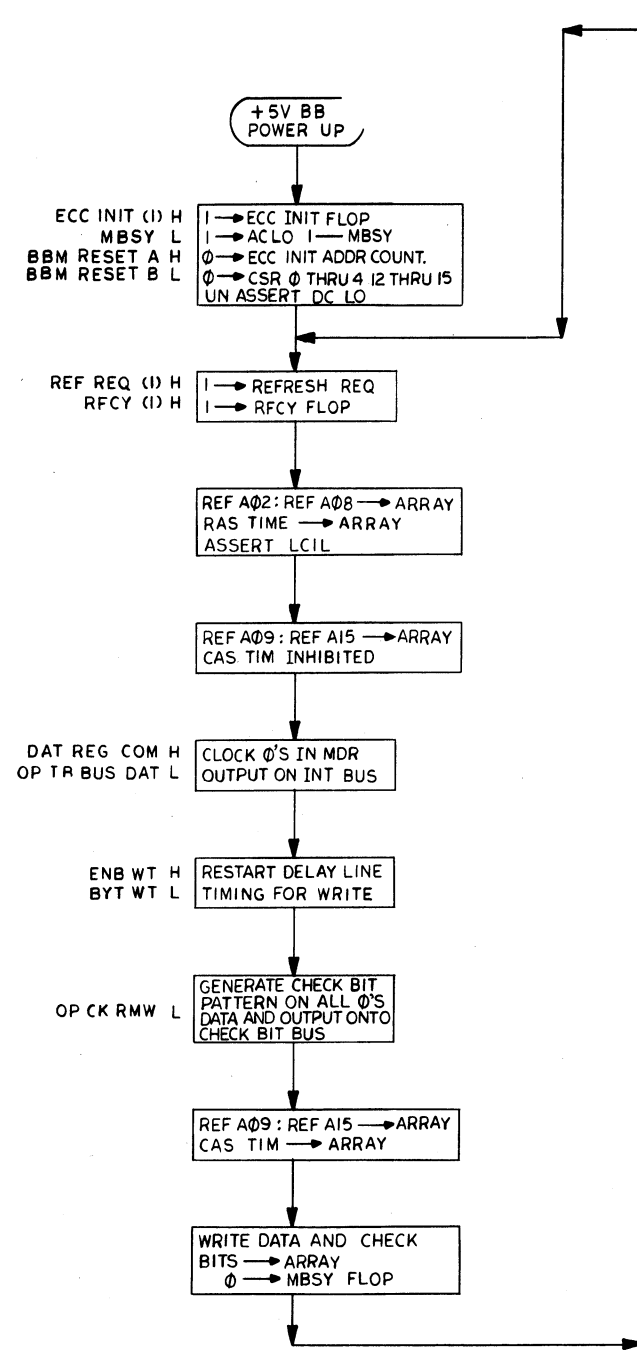 +5V BB
POWER UP
ECC INIT (1) H
MBSY L
BBM RESET A H
BBM RESET B L
1→ECC INIT FLOP
1→ACLO 1—MBSY
Ø→ECC INIT ADDR COUNT.
Ø→CSR Ø THRU 4 12 THRU 15
UN ASSERT DC LO
REF REQ (1) H
RFCY (1) H
1→REFRESH REQ
1→RFCY FLOP
REF AØ2:REF AØ8→ARRAY
RAS TIME→ARRAY
ASSERT LCIL
REF AØ9:REF A15→ARRAY
CAS TIM INHIBITED
DAT REG COM H
OP TR BUS DAT L
CLOCK Ø'S IN MDR
OUTPUT ON INT BUS
ENB WT H
BYT WT L
RESTART DELAY LINE
TIMING FOR WRITE
OP CK RMW L
GENERATE CHECK BIT
PATTERN ON ALL Ø'S
DATA AND OUTPUT ONTO
CHECK BIT BUS
REF AØ9:REF A15→ARRAY
CAS TIM→ARRAY
WRITE DATA AND CHECK
BITS→ARRAY
Ø→MBSY FLOP